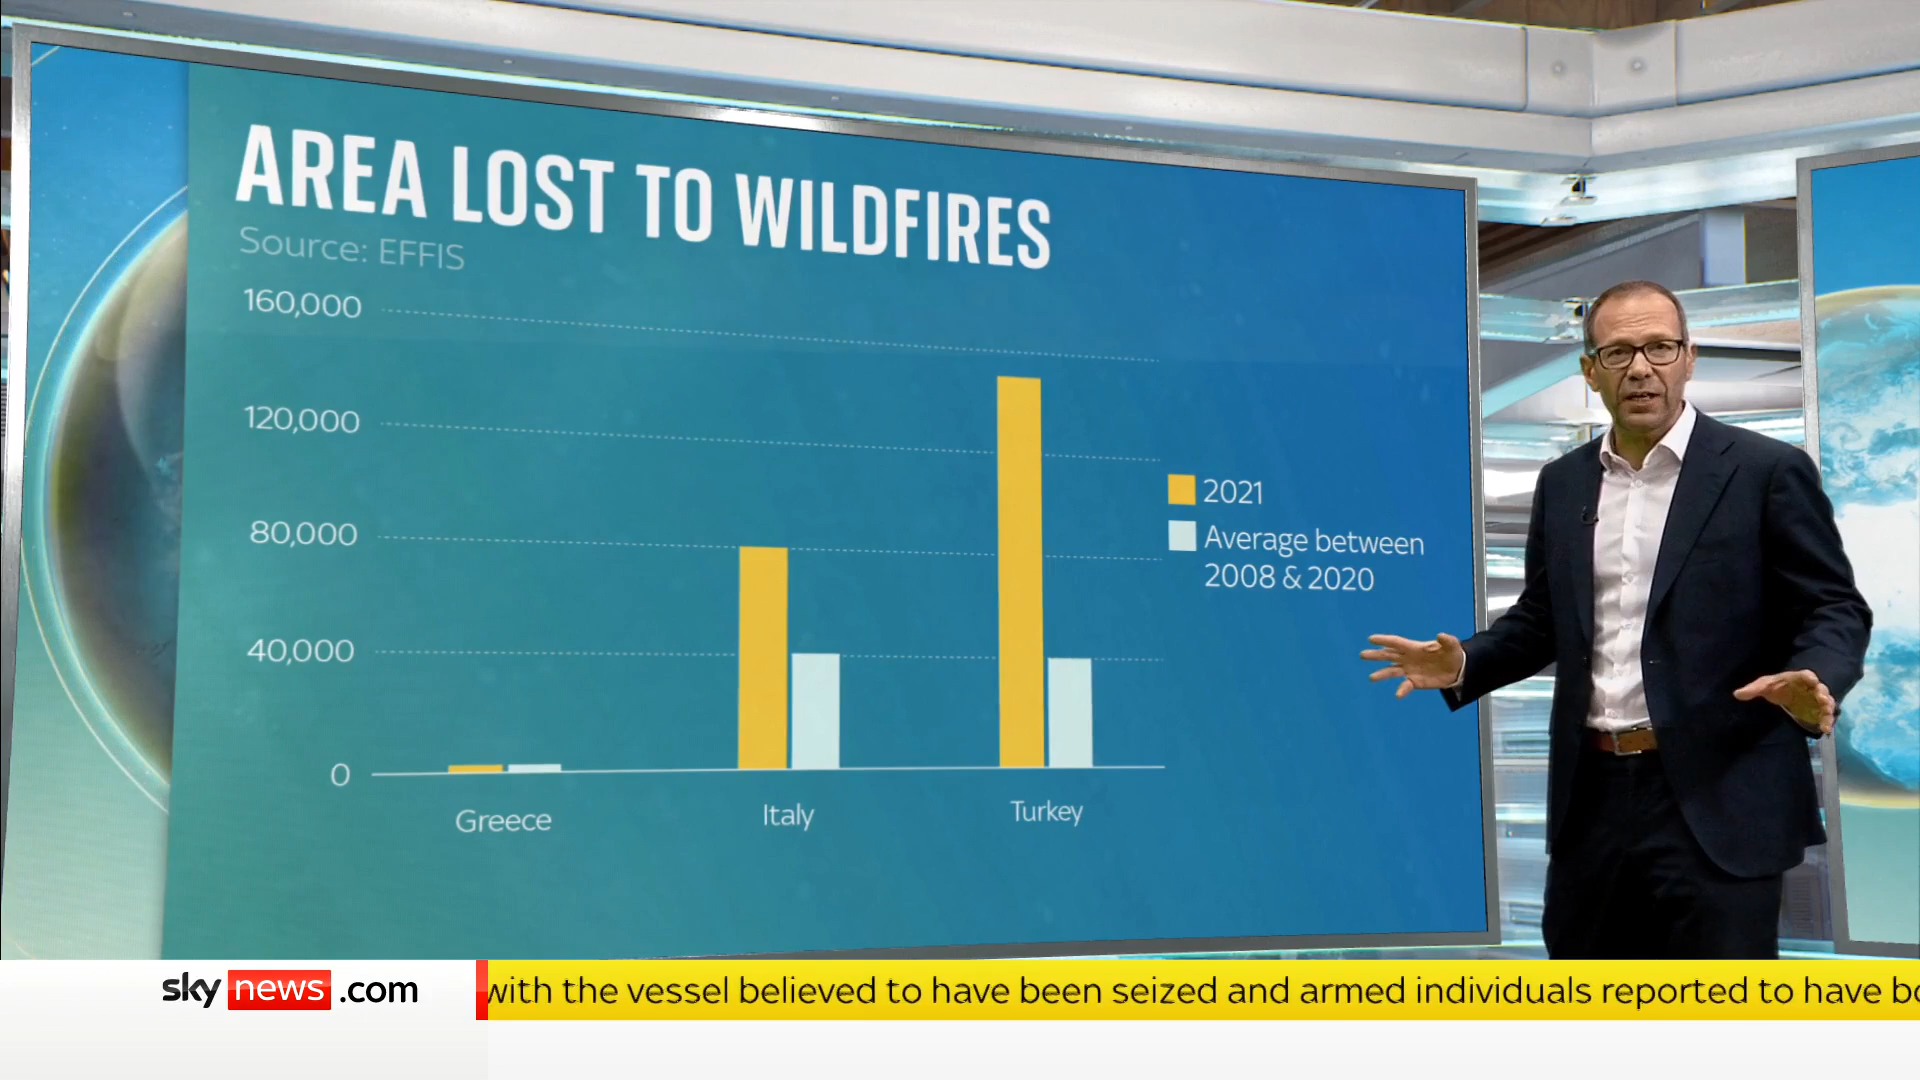 AREA LOST TO WILDFIRES
Source: EFFIS
160,000
120,000
80,000
40,000
0
Greece
Italy
Turkey
2021
Average between
2008 & 2020
sky news .com
with the vessel believed to have been seized and armed individuals reported to have